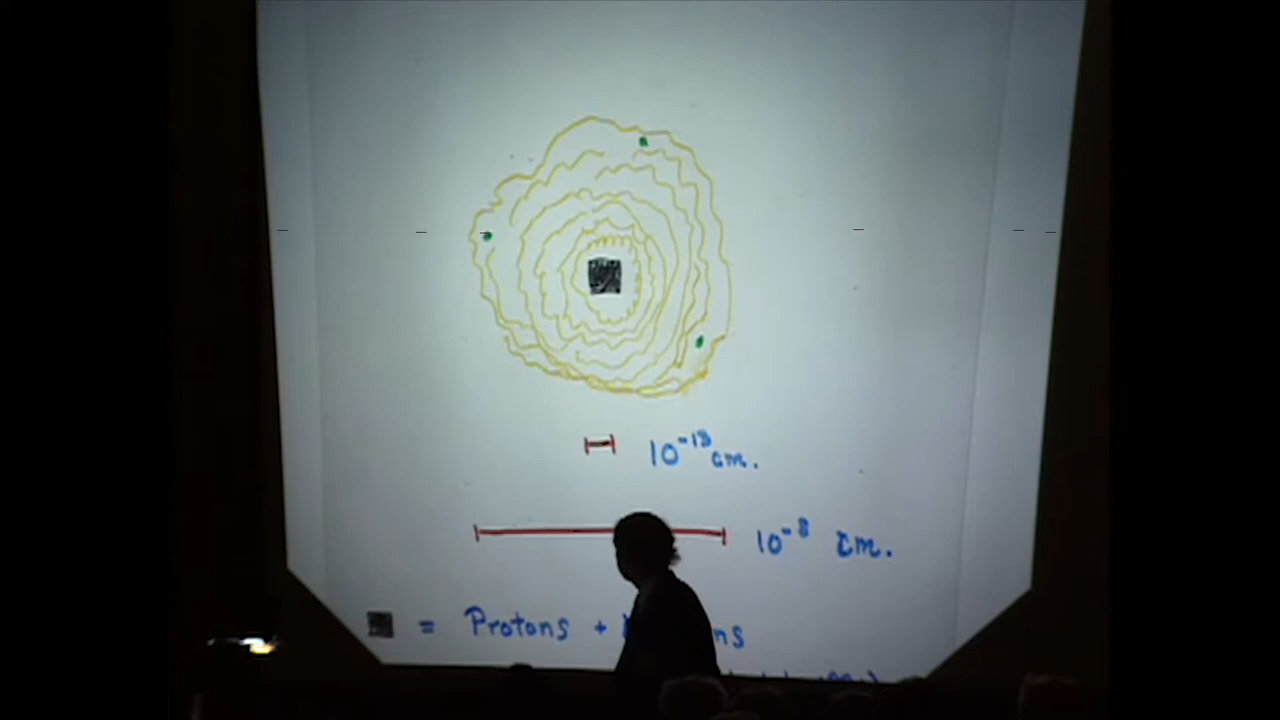 10⁻¹³ cm.
10⁻⁸ cm.
= Protons +